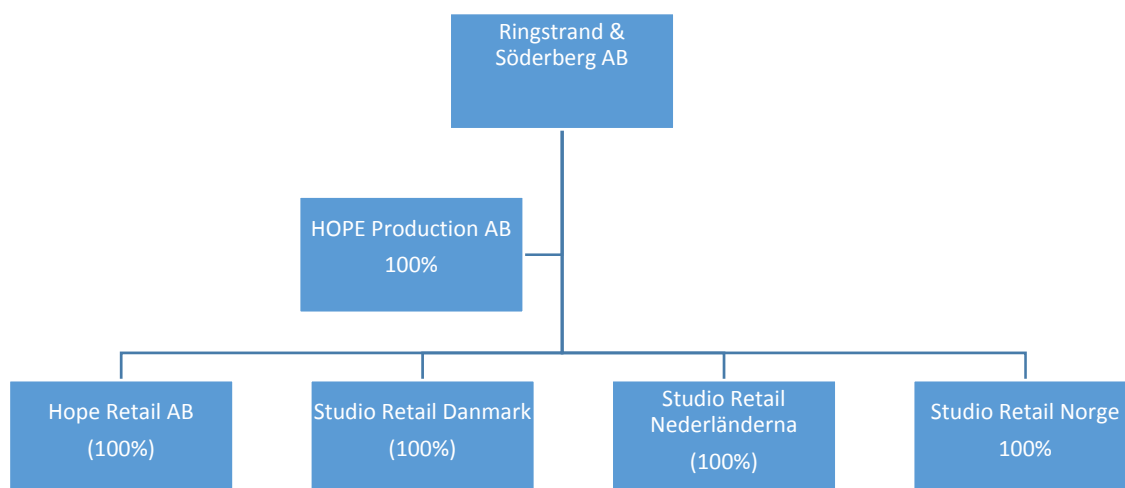 Ringstrand &
Söderberg AB
HOPE Production AB
100%
Hope Retail AB
(100%)
Studio Retail Danmark
(100%)
Studio Retail
Nederländerna
(100%)
Studio Retail Norge
100%